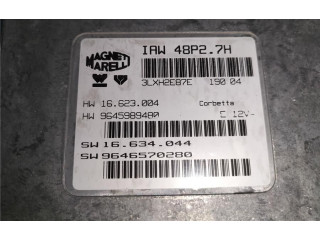 MAGNETI
MARELLI
IAW 48P2.7H
3LXH2E87E 190 04
HW 16.623.004 Corbetta
HW 9645989480 E 12V-
SW 16.634.044
SW 9646570280